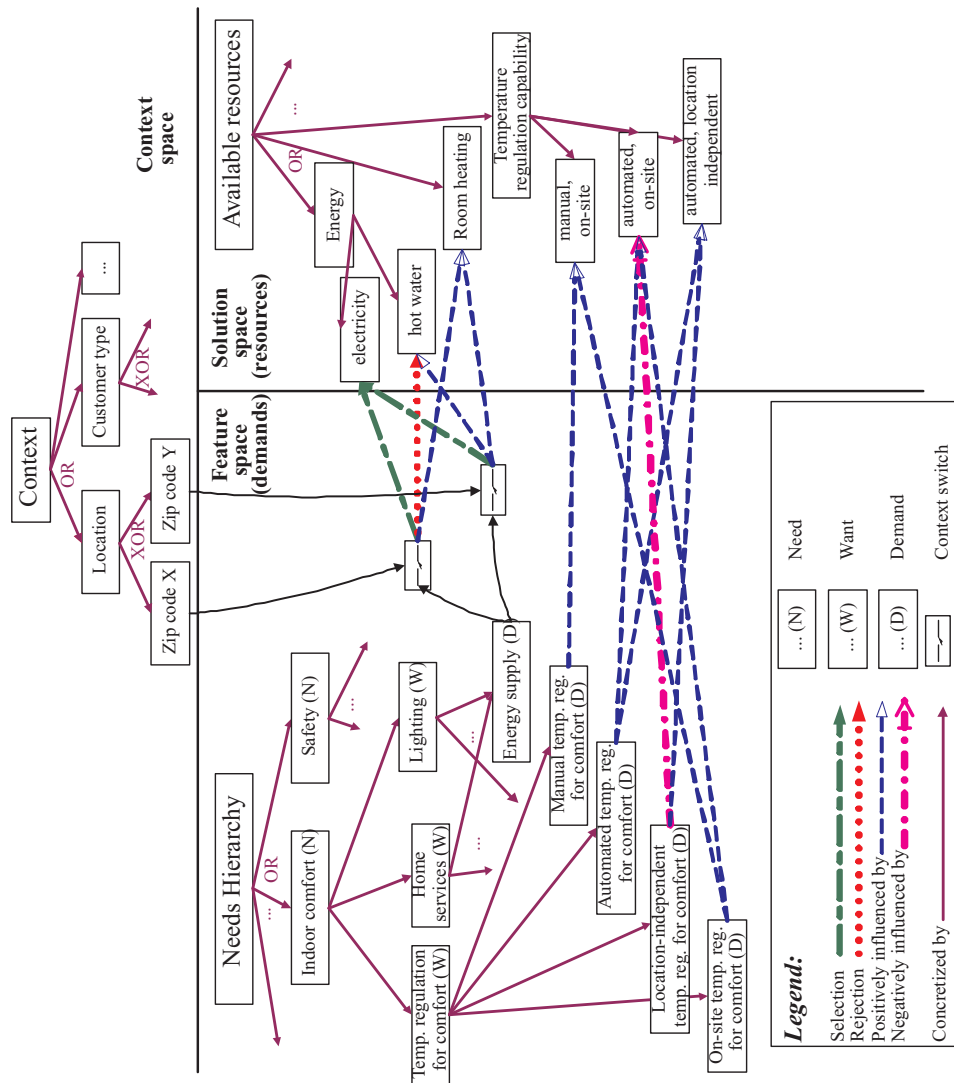 Context
OR
Location
Customer type
...
XOR
XOR
Zip code X
Zip code Y
Context
space
Needs Hierarchy
...
OR
Indoor comfort (N)
Safety (N)
...
Temp. regulation
for comfort (W)
Home
services (W)
Lighting (W)
...
...
Energy supply (D)
Manual temp. reg.
for comfort (D)
Automated temp. reg.
for comfort (D)
Location-independent
temp. reg. for comfort (D)
On-site temp. reg.
for comfort (D)
Feature
space
(demands)
Solution
space
(resources)
Available resources
OR
...
Energy
electricity
hot water
Room heating
Temperature
regulation capability
manual,
on-site
automated,
on-site
automated, location
independent
Legend:
Selection
Rejection
Positively influenced by
Negatively influenced by
Concretized by
... (N)
Need
... (W)
Want
... (D)
Demand
Context switch